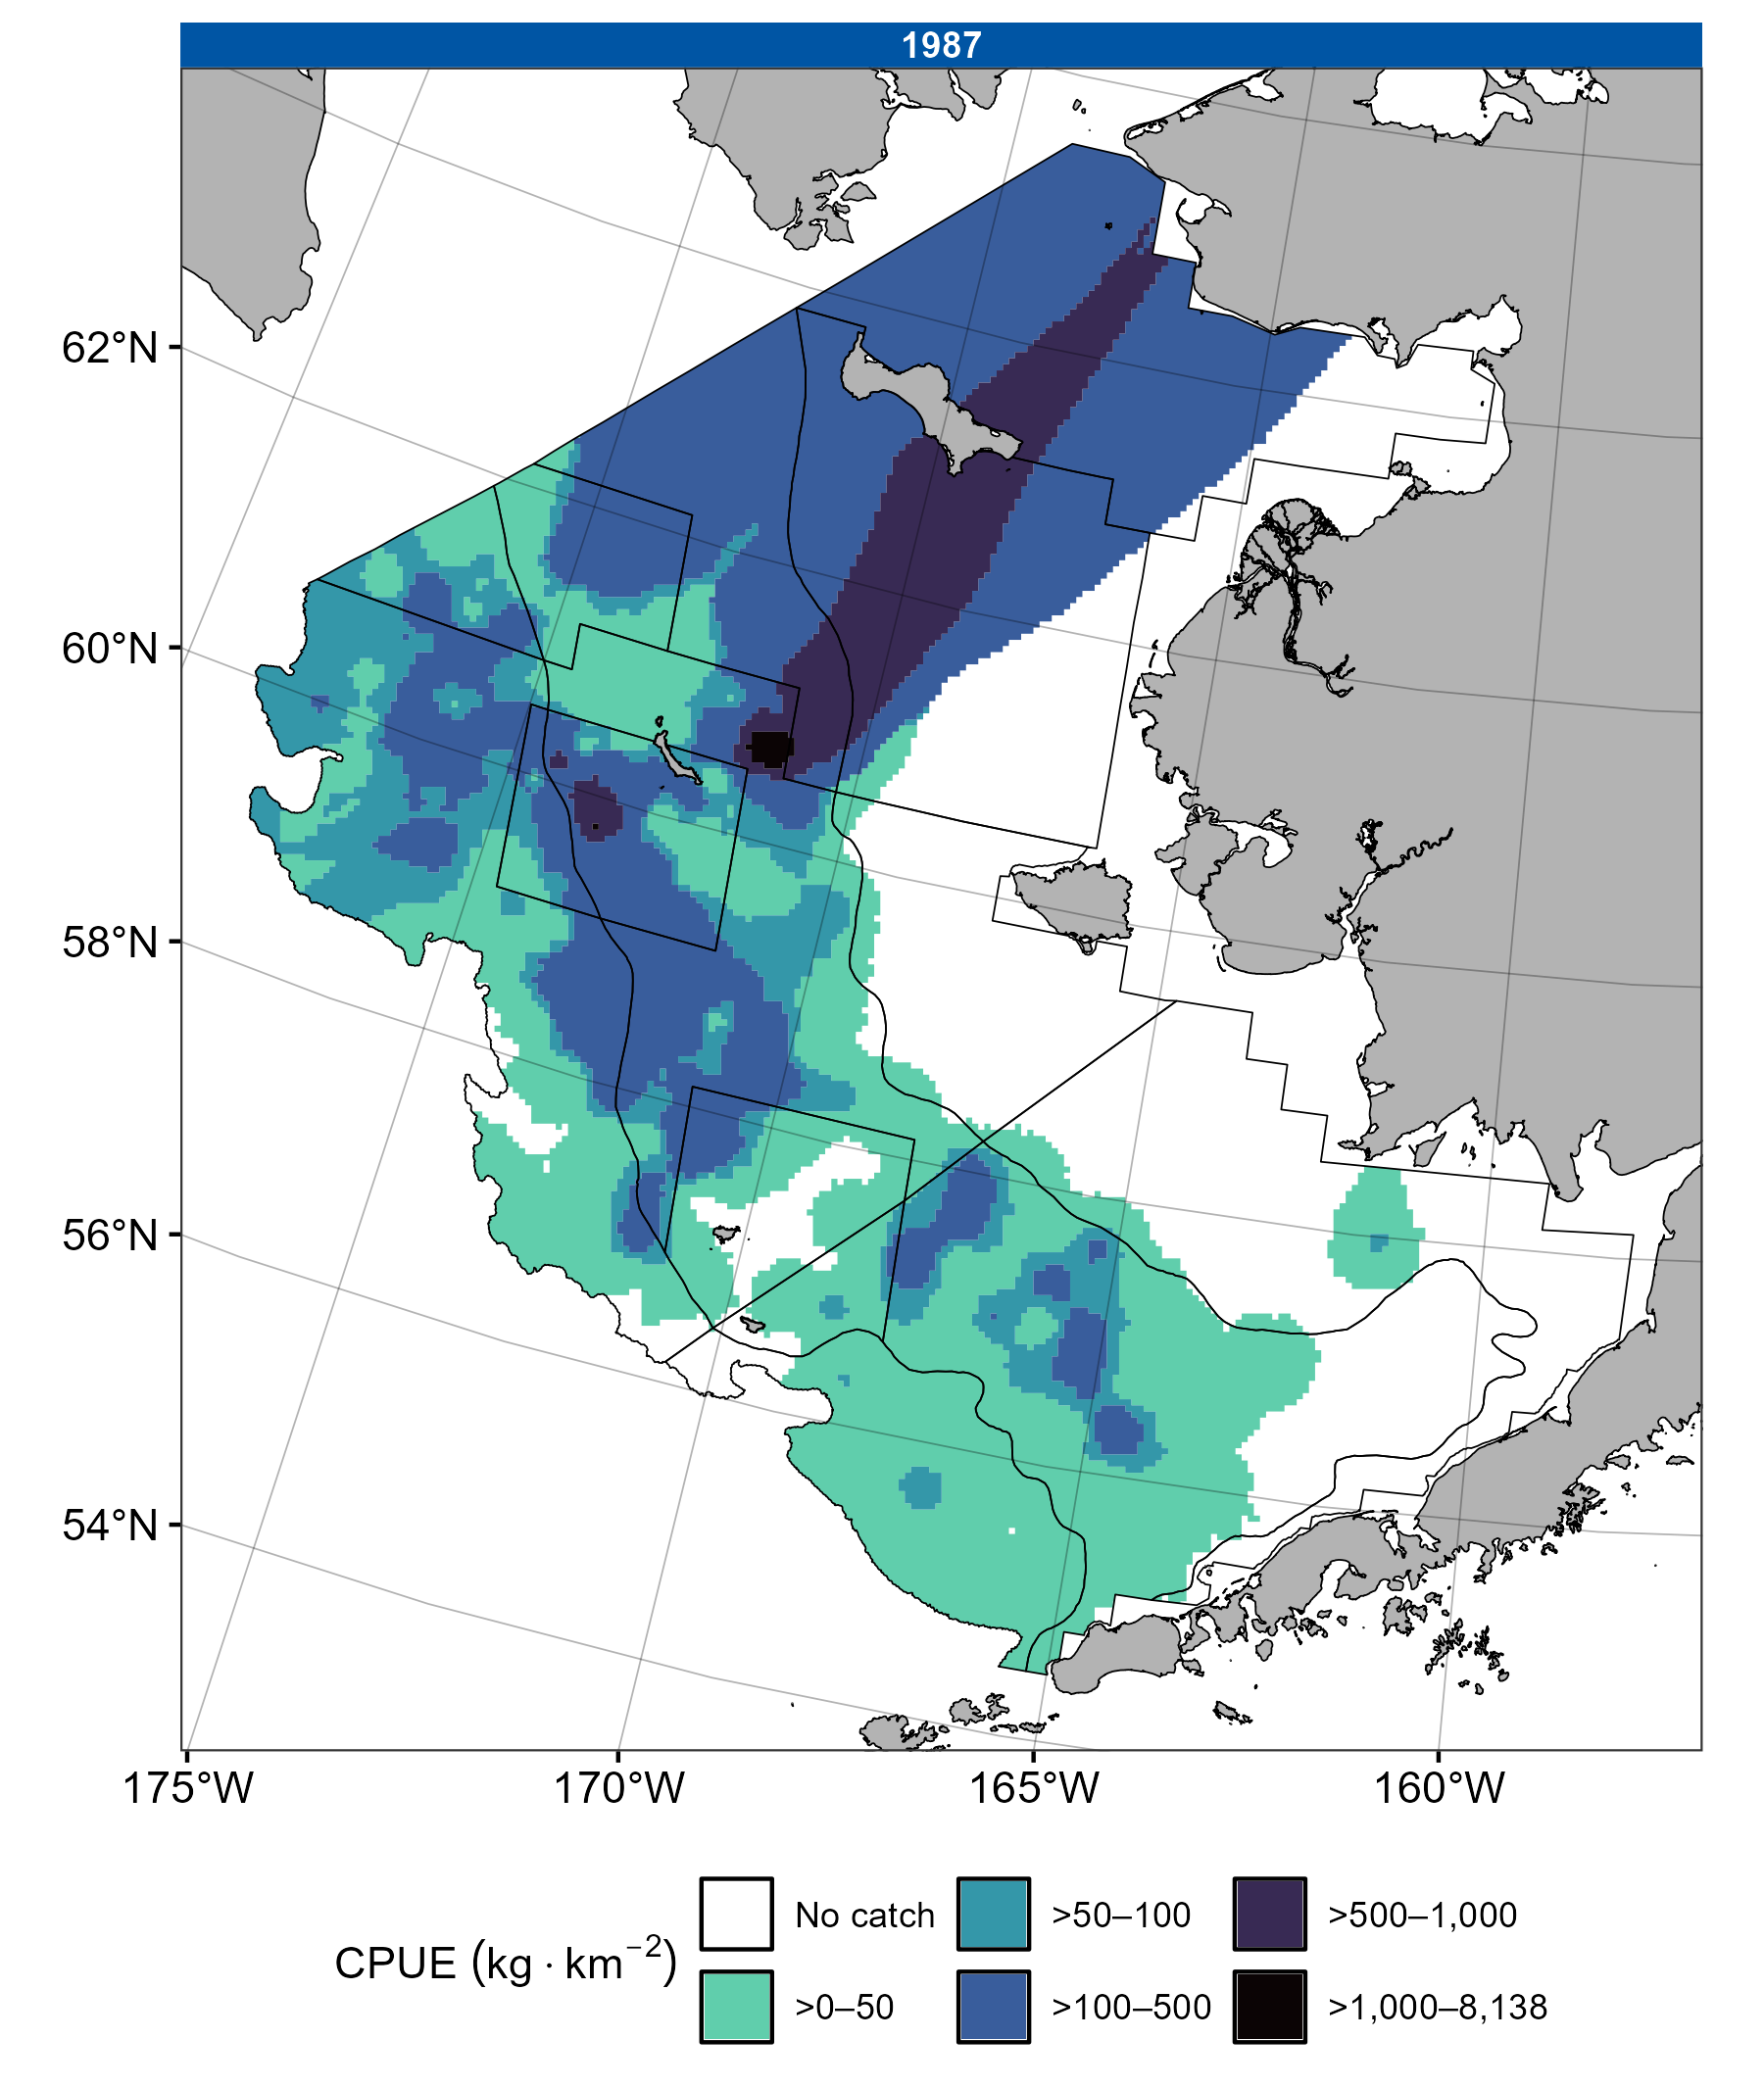 1987
62°N
60°N
58°N
56°N
54°N
175°W 170°W 165°W 160°W
CPUE (kg · km⁻²)
No catch >50–100 >500–1,000
>0–50 >100–500 >1,000–8,138